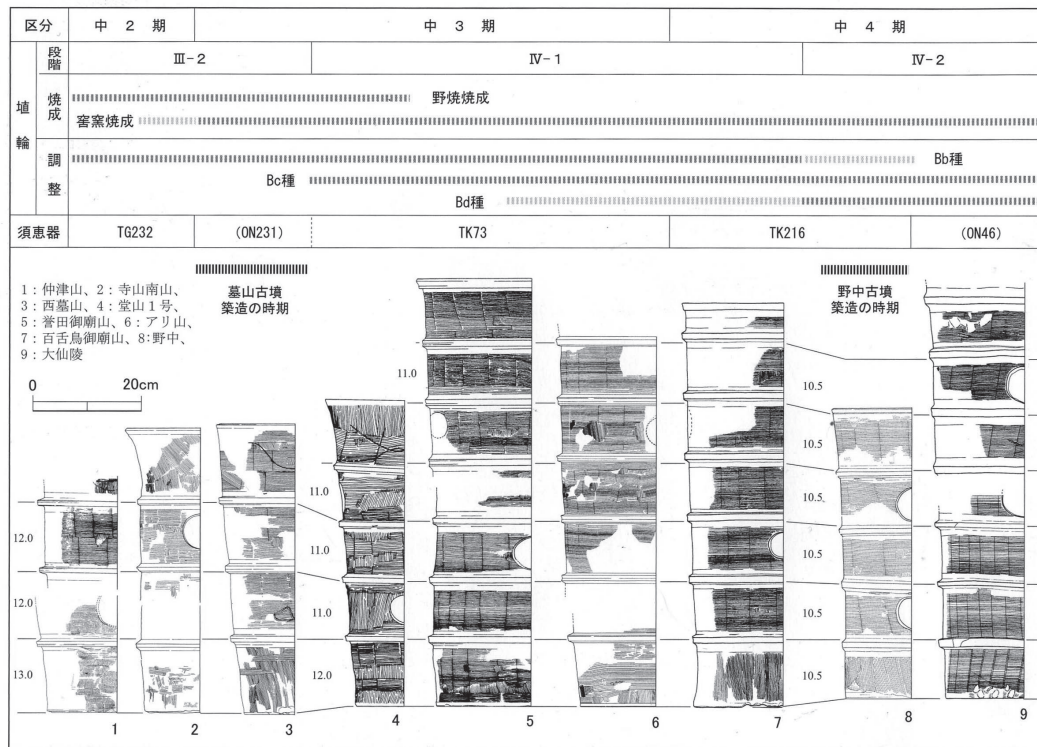 区分 中2期 中3期 中4期
埴輪 段階 Ⅲ-2 Ⅳ-1 Ⅳ-2
焼成 野焼焼成
窖窯焼成
調整 Bb種
Bc種
Bd種
須恵器 TG232 (ON231) TK73 TK216 (ON46)
墓山古墳
築造の時期
野中古墳
築造の時期
1：仲津山、2：寺山南山、
3：西墓山、4：堂山1号、
5：誉田御廟山、6：アリ山、
7：百舌鳥御廟山、8：野中、
9：大仙陵
0 20cm
12.0
12.0
13.0
11.0
11.0
11.0
11.0
12.0
10.5
10.5
10.5
10.5
10.5
10.5
1 2 3 4 5 6 7 8 9